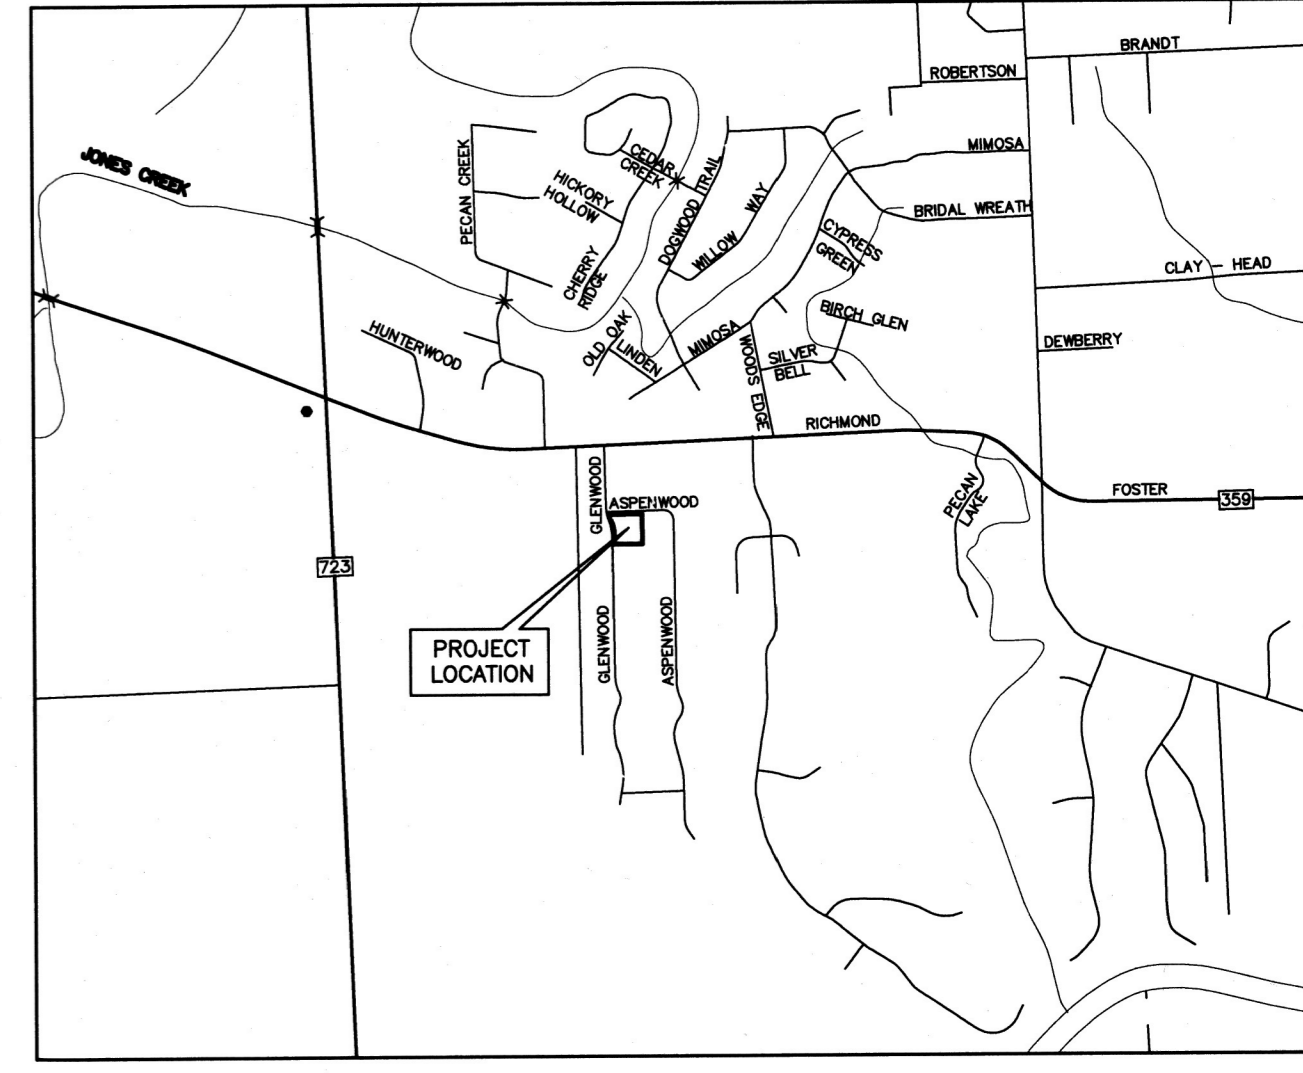 BRANDT
ROBERTSON
MIMOSA
JONES CREEK
PECAN CREEK
CEDAR
CREEK
HICKORY
HOLLOW
DOGWOOD TRAIL
WILLOW WAY
BRIDAL WREATH
CYPRESS
GREEN
CHERRY
RIDGE
CLAY - HEAD
BIRCH GLEN
HUNTERWOOD
OLD OAK
LINDEN
MIMOSA
WOODS EDGE
SILVER
BELL
DEWBERRY
RICHMOND
GLENWOOD
ASPENWOOD
PECAN
LAKE
FOSTER
359
723
GLENWOOD
ASPENWOOD
PROJECT
LOCATION